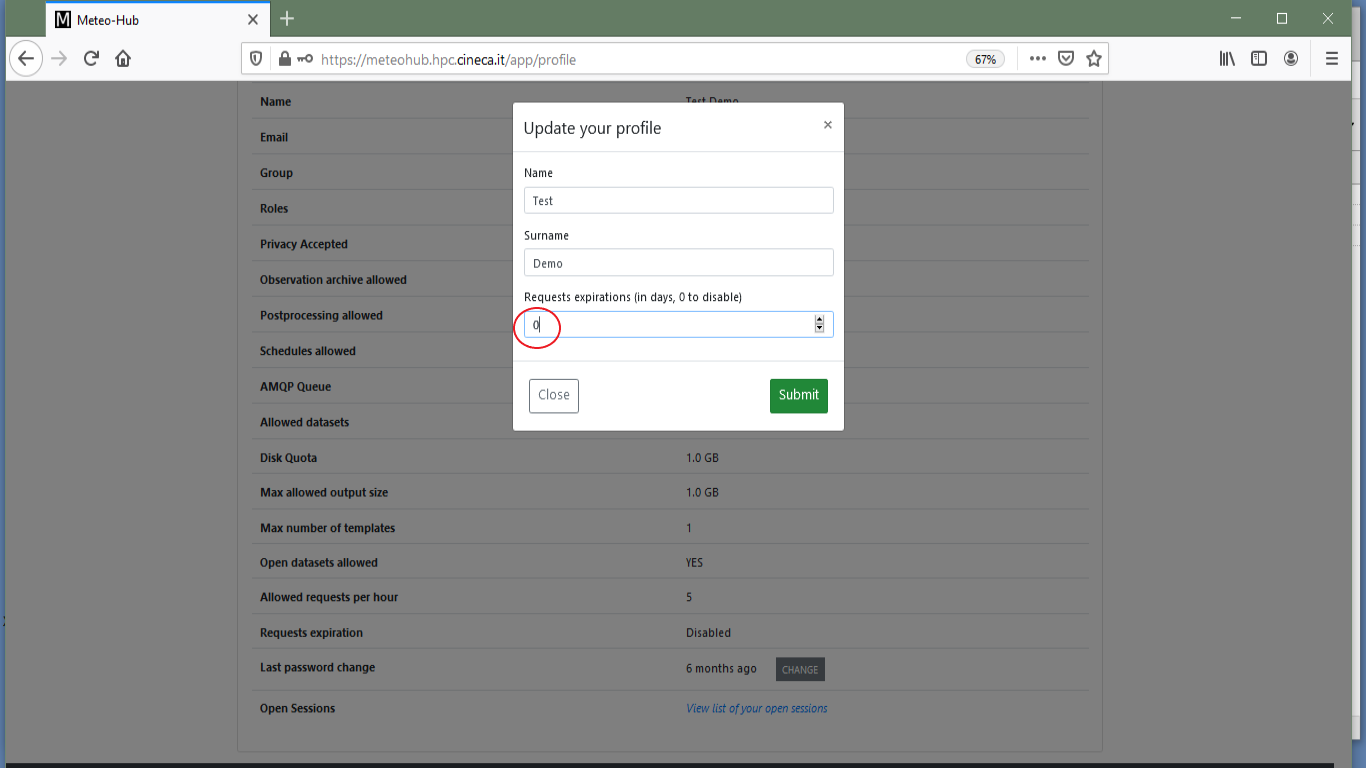 M Meteo-Hub
https://meteohub.hpc.cineca.it/app/profile 67%
Name Test Demo
Update your profile ×
Email
Group
Name
Test
Roles
Surname
Privacy Accepted
Demo
Observation archive allowed
Requests expirations (in days, 0 to disable)
Postprocessing allowed
0
Schedules allowed
AMQP Queue
Close Submit
Allowed datasets
Disk Quota 1.0 GB
Max allowed output size 1.0 GB
Max number of templates 1
Open datasets allowed YES
Allowed requests per hour 5
Requests expiration Disabled
Last password change 6 months ago CHANGE
Open Sessions View list of your open sessions